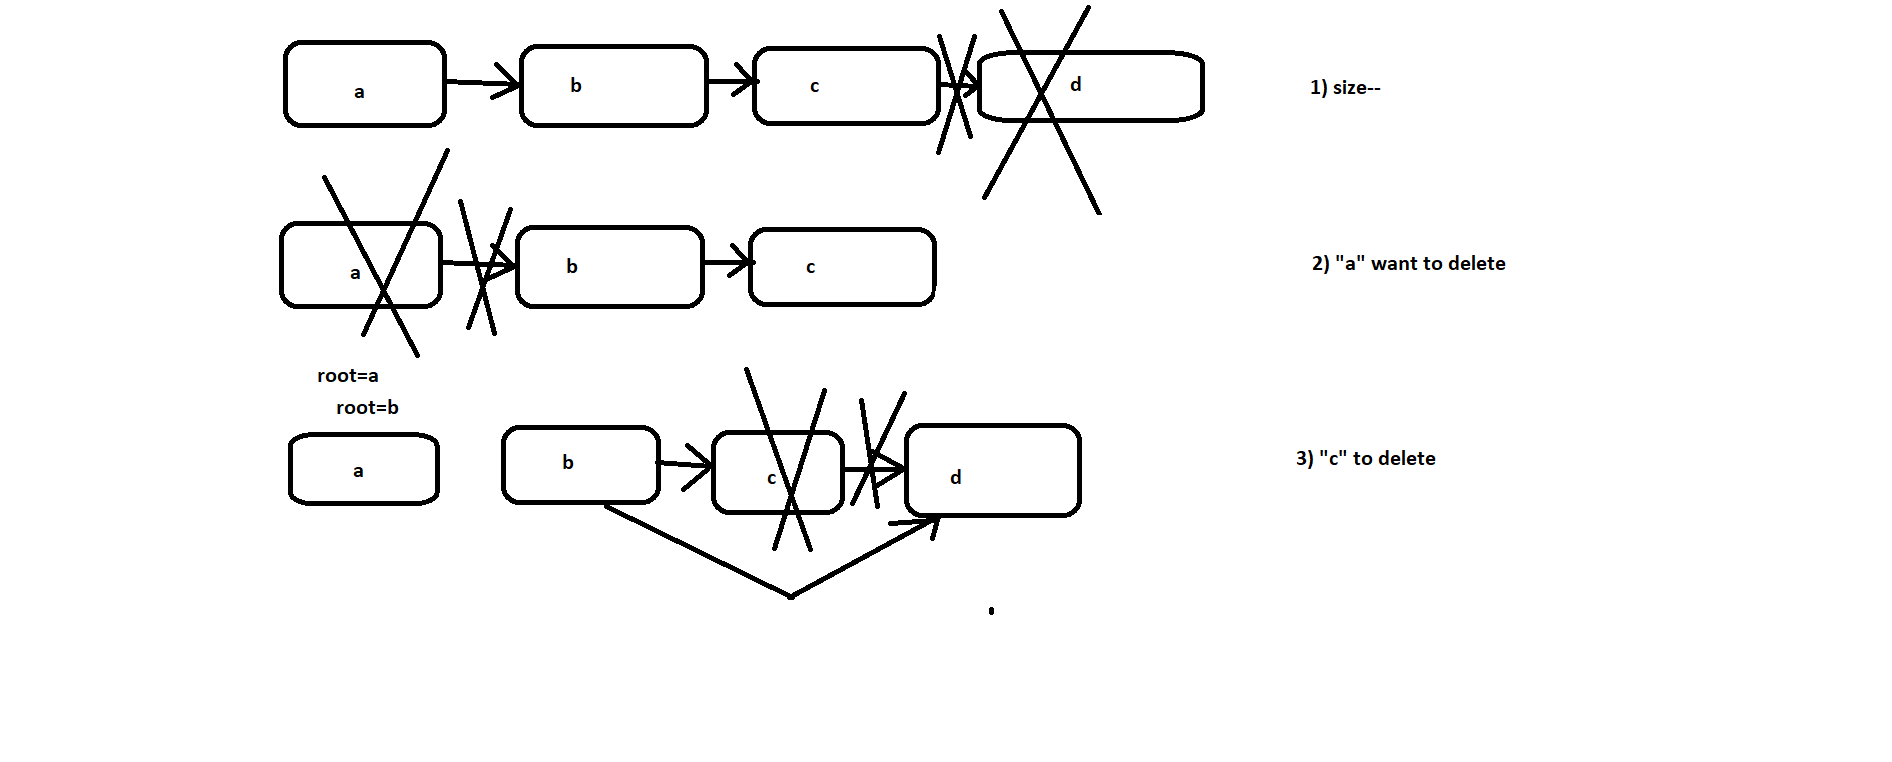 a
b
c
d
1) size--
a
b
c
2) "a" want to delete
root=a
root=b
a
b
c
d
3) "c" to delete